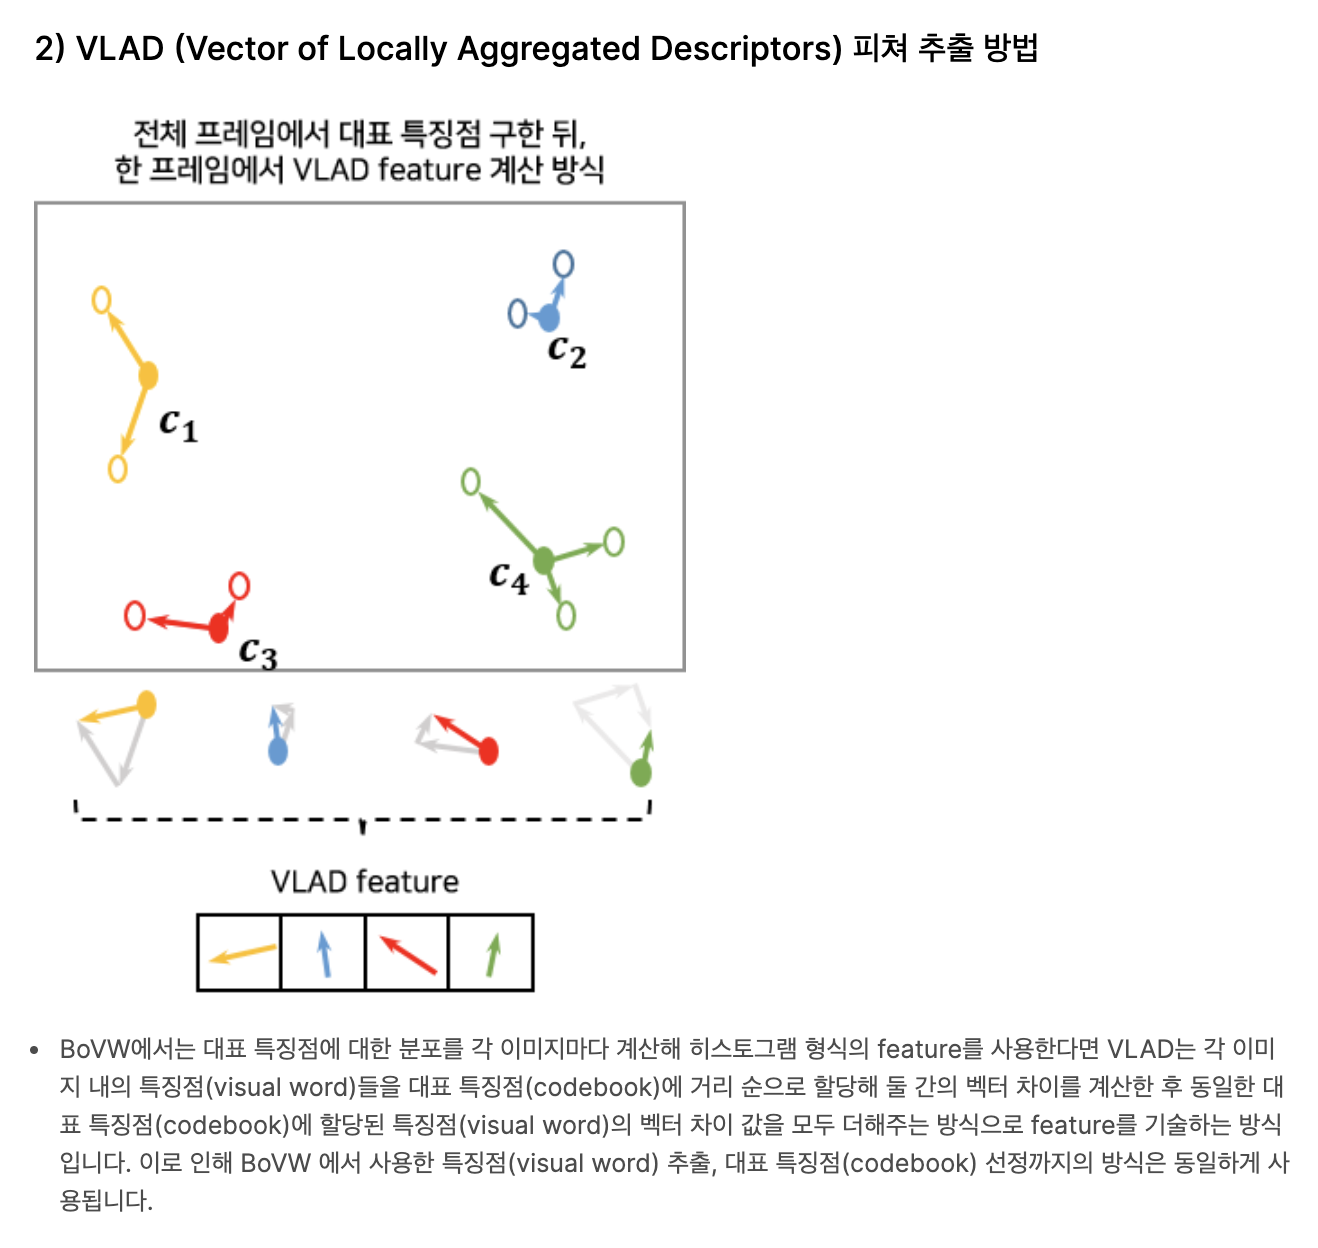 2) VLAD (Vector of Locally Aggregated Descriptors) 피쳐 추출 방법
전체 프레임에서 대표 특징점 구한 뒤,
한 프레임에서 VLAD feature 계산 방식
c₂
c₁
c₄
c₃
VLAD feature
• BoVW에서는 대표 특징점에 대한 분포를 각 이미지마다 계산해 히스토그램 형식의 feature를 사용한다면 VLAD는 각 이미
지 내의 특징점(visual word)들을 대표 특징점(codebook)에 거리 순으로 할당해 둘 간의 벡터 차이를 계산한 후 동일한 대
표 특징점(codebook)에 할당된 특징점(visual word)의 벡터 차이 값을 모두 더해주는 방식으로 feature를 기술하는 방식
입니다. 이로 인해 BoVW 에서 사용한 특징점(visual word) 추출, 대표 특징점(codebook) 선정까지의 방식은 동일하게 사
용됩니다.